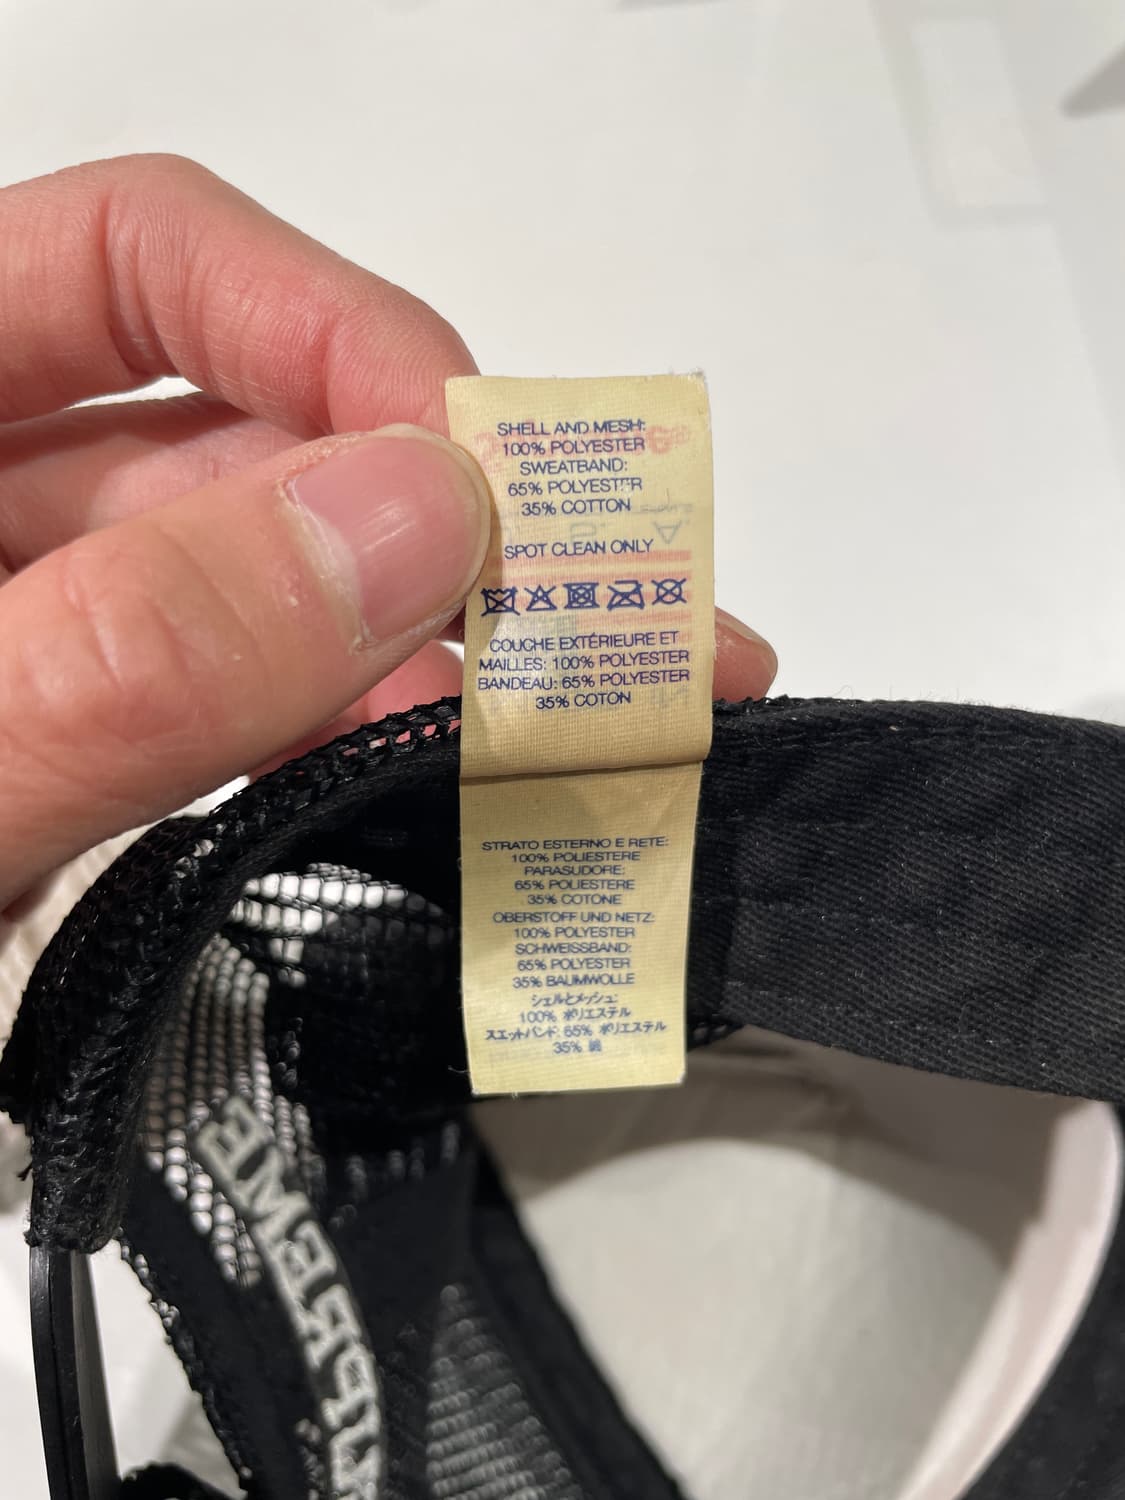 SHELL AND MESH:
100% POLYESTER
SWEATBAND:
65% POLYESTER
35% COTTON
SPOT CLEAN ONLY
COUCHE EXTÉRIEURE ET
MAILLES: 100% POLYESTER
BANDEAU: 65% POLYESTER
35% COTON
STRATO ESTERNO E RETE:
100% POLIESTERE
PARASUDORE:
65% POLIESTERE
35% COTONE
OBERSTOFF UND NETZ:
100% POLYESTER
SCHWEISSBAND:
65% POLYESTER
35% BAUMWOLLE
シェルとメッシュ:
100% ポリエステル
スエットバンド: 65% ポリエステル
35% 綿